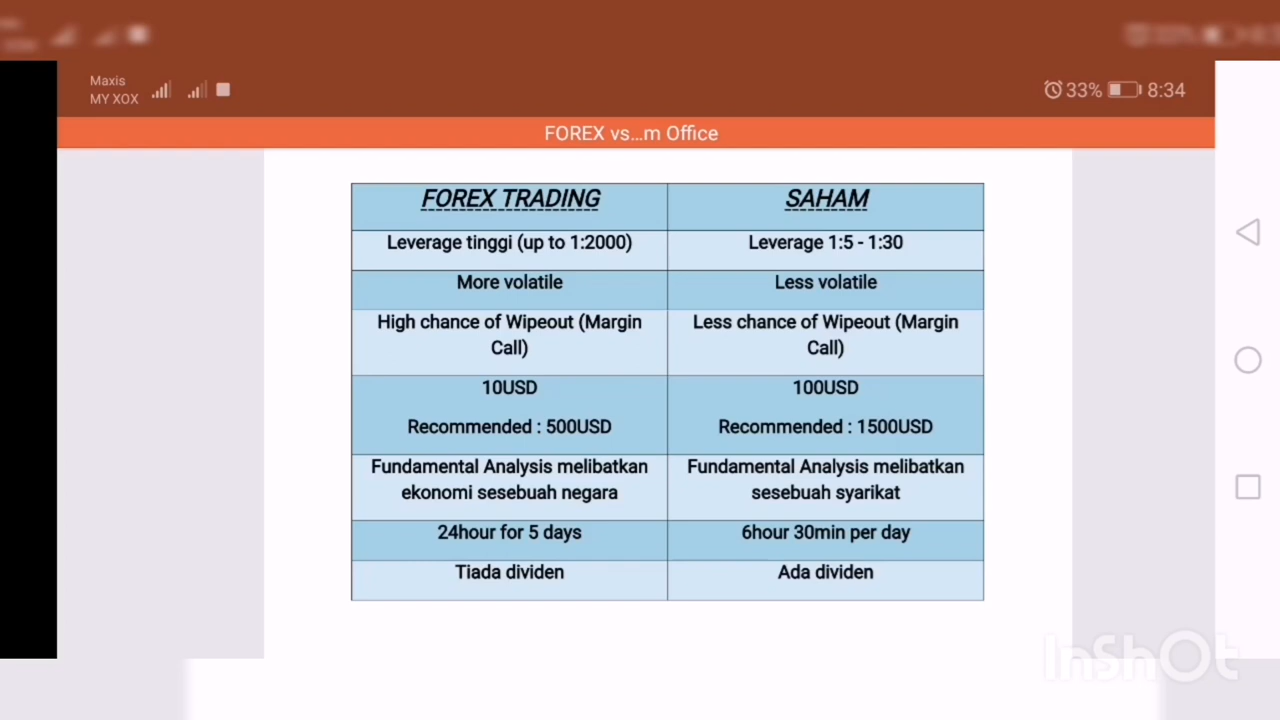 Maxis
MY XOX
33%
8:34
FOREX vs...m Office
FOREX TRADING
SAHAM
Leverage tinggi (up to 1:2000)
Leverage 1:5 - 1:30
More volatile
Less volatile
High chance of Wipeout (Margin
Call)
Less chance of Wipeout (Margin
Call)
10USD
Recommended : 500USD
100USD
Recommended : 1500USD
Fundamental Analysis melibatkan
ekonomi sesebuah negara
Fundamental Analysis melibatkan
sesebuah syarikat
24hour for 5 days
6hour 30min per day
Tiada dividen
Ada dividen
InShOt